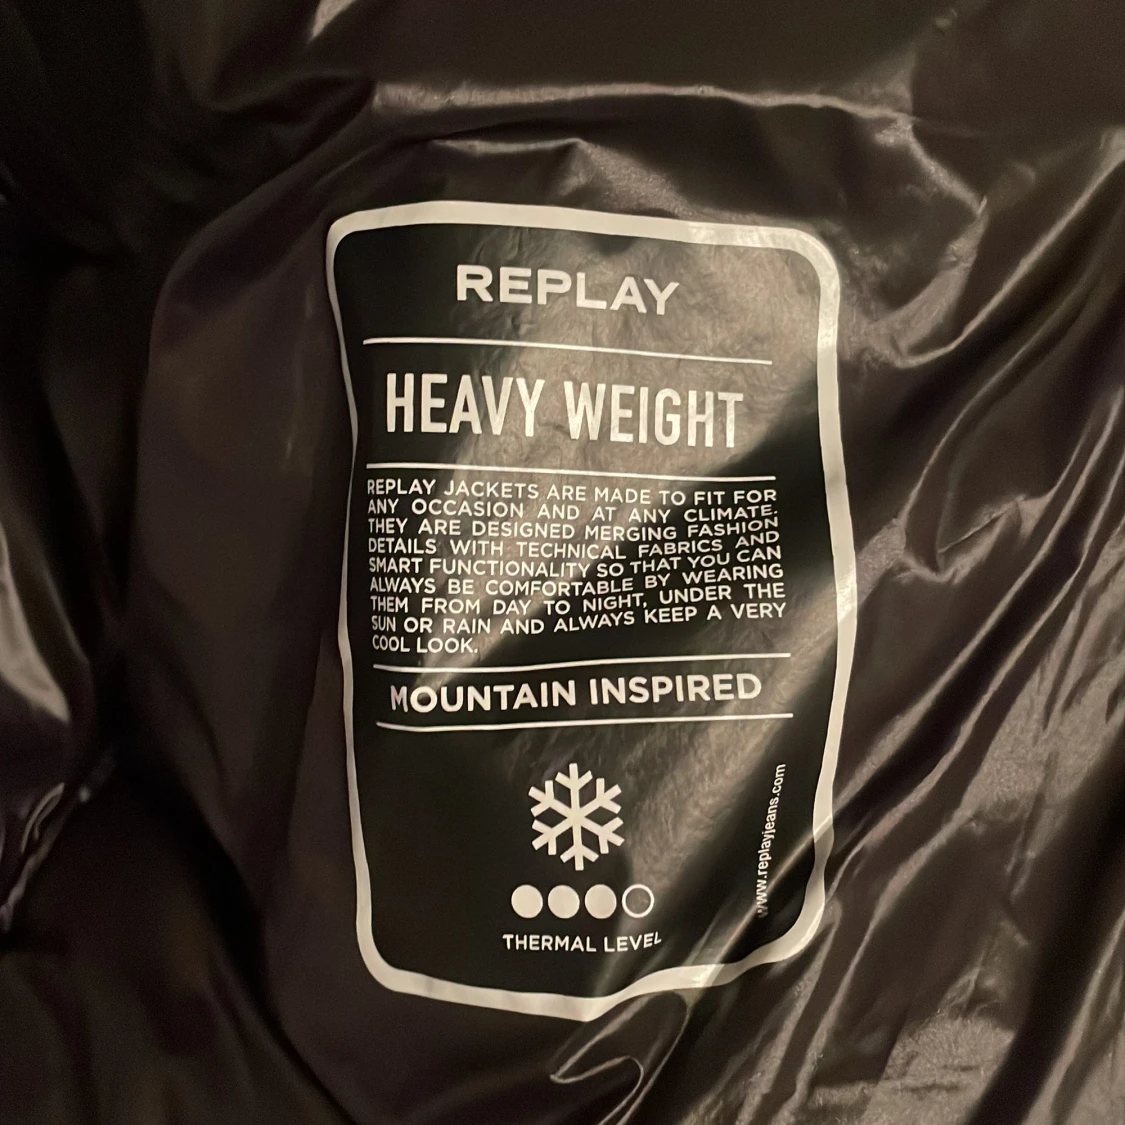 REPLAY
HEAVY WEIGHT
REPLAY JACKETS ARE MADE TO FIT FOR
ANY OCCASION AND AT ANY CLIMATE.
THEY ARE DESIGNED MERGING FASHION
DETAILS WITH TECHNICAL FABRICS AND
SMART FUNCTIONALITY SO THAT YOU CAN
ALWAYS BE COMFORTABLE BY WEARING
THEM FROM DAY TO NIGHT, UNDER THE
SUN OR RAIN AND ALWAYS KEEP A VERY
COOL LOOK.
MOUNTAIN INSPIRED
THERMAL LEVEL
www.replayjeans.com